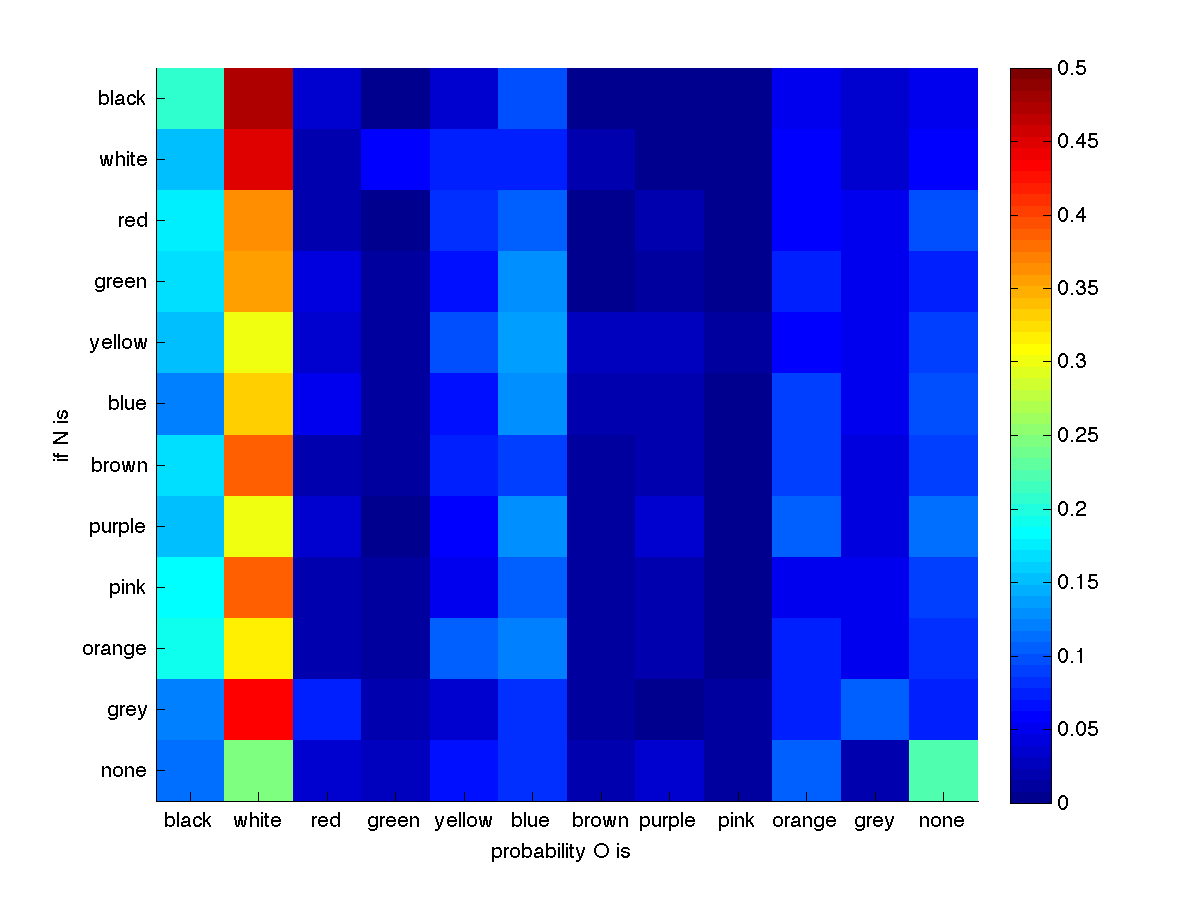 black
white
red
green
yellow
blue
brown
purple
pink
orange
grey
none
if N is
black white red green yellow blue brown purple pink orange grey none
probability O is
0.5
0.45
0.4
0.35
0.3
0.25
0.2
0.15
0.1
0.05
0